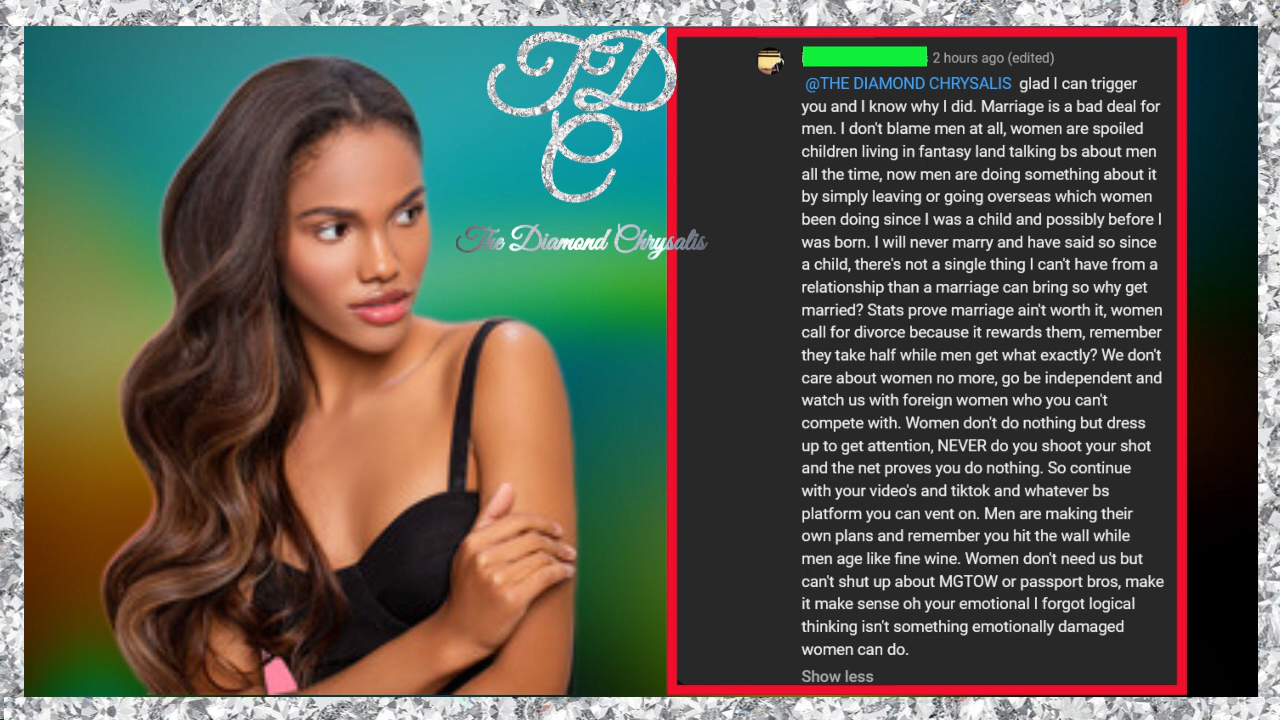 TDC
The Diamond Chrysalis
2 hours ago (edited)
@THE DIAMOND CHRYSALIS glad I can trigger
you and I know why I did. Marriage is a bad deal for
men. I don't blame men at all, women are spoiled
children living in fantasy land talking bs about men
all the time, now men are doing something about it
by simply leaving or going overseas which women
been doing since I was a child and possibly before I
was born. I will never marry and have said so since
a child, there's not a single thing I can't have from a
relationship than a marriage can bring so why get
married? Stats prove marriage ain't worth it, women
call for divorce because it rewards them, remember
they take half while men get what exactly? We don't
care about women no more, go be independent and
watch us with foreign women who you can't
compete with. Women don't do nothing but dress
up to get attention, NEVER do you shoot your shot
and the net proves you do nothing. So continue
with your video's and tiktok and whatever bs
platform you can vent on. Men are making their
own plans and remember you hit the wall while
men age like fine wine. Women don't need us but
can't shut up about MGTOW or passport bros, make
it make sense oh your emotional I forgot logical
thinking isn't something emotionally damaged
women can do.
Show less